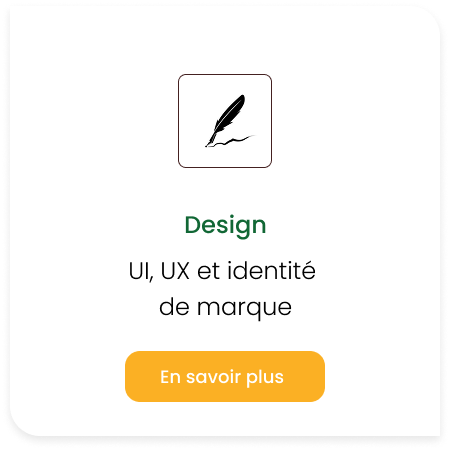 Design
UI, UX et identité
de marque
En savoir plus